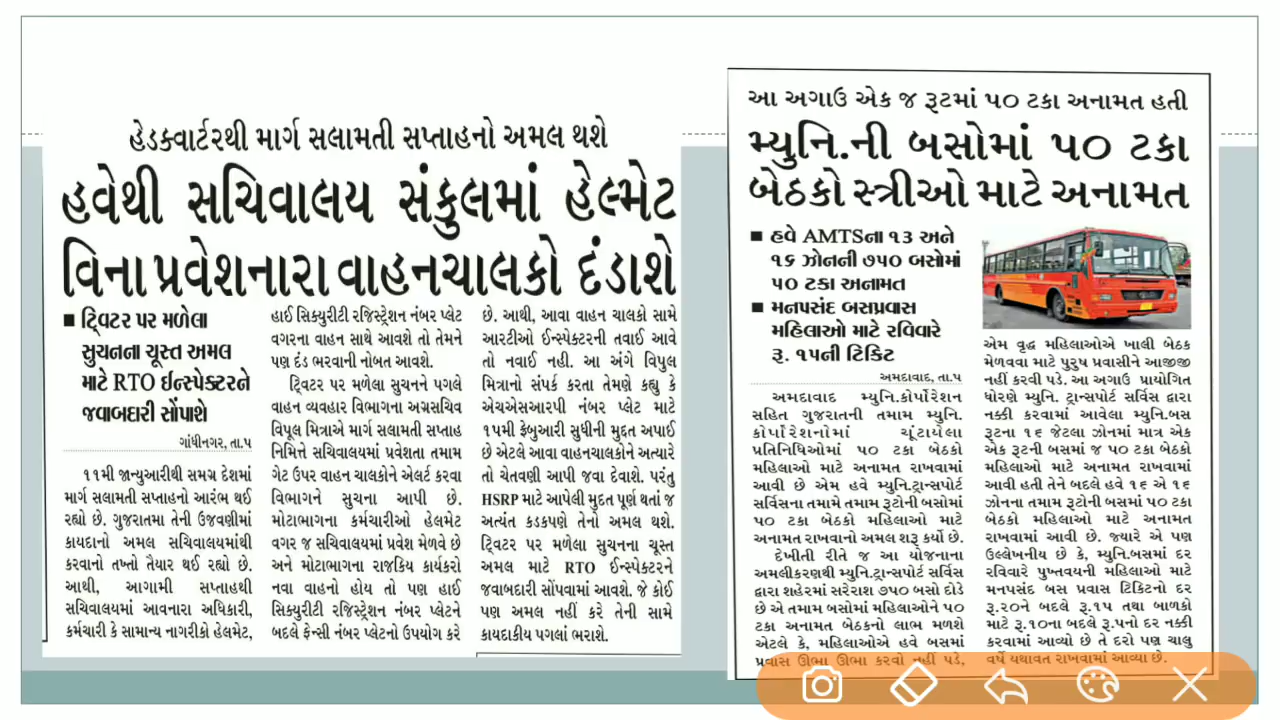 હેડક્વાર્ટરથી માર્ગ સલામતી સપ્તાહનો અમલ થશે
હવેથી સચિવાલય સંકુલમાં હેલ્મેટ
વિના પ્રવેશનારા વાહનચાલકો દંડાશે
■ ટ્વિટર પર મળેલા
સુચનના ચૂસ્ત અમલ
માટે RTO ઈન્સ્પેક્ટરને
જવાબદારી સોંપાશે
ગાંધીનગર, તા.૫
૧૧મી જાન્યુઆરીથી સમગ્ર દેશમાં
માર્ગ સલામતી સપ્તાહનો આરંભ થઈ
રહ્યો છે. ગુજરાતમા તેની ઉજવણીમાં
કાયદાનો અમલ સચિવાલયમાંથી
કરવાનો તખ્તો તૈયાર થઈ રહ્યો છે.
આથી, આગામી સપ્તાહથી
સચિવાલયમાં આવનારા અધિકારી,
કર્મચારી કે સામાન્ય નાગરીકો હેલમેટ,
હાઈ સિક્યુરીટી રજિસ્ટ્રેશન નંબર પ્લેટ
વગરના વાહન સાથે આવશે તો તેમને
પણ દંડ ભરવાની નોબત આવશે.
ટ્વિટર પર મળેલા સુચનને પગલે
વાહન વ્યવહાર વિભાગના અગ્રસચિવ
વિપૂલ મિત્રાએ માર્ગ સલામતી સપ્તાહ
નિમિત્તે સચિવાલયમાં પ્રવેશતા તમામ
ગેટ ઉપર વાહન ચાલકોને એલર્ટ કરવા
વિભાગને સુચના આપી છે.
મોટાભાગના કર્મચારીઓ હેલમેટ
વગર જ સચિવાલયમાં પ્રવેશ મેળવે છે
અને મોટાભાગના રાજકિય કાર્યકરો
નવા વાહનો હોય તો પણ હાઈ
સિક્યુરીટી રજિસ્ટ્રેશન નંબર પ્લેટને
બદલે ફેન્સી નંબર પ્લેટનો ઉપયોગ કરે
છે. આથી, આવા વાહન ચાલકો સામે
આરટીઓ ઈન્સ્પેક્ટરની તવાઈ આવે
તો નવાઈ નહી. આ અંગે વિપુલ
મિત્રાનો સંપર્ક કરતા તેમણે કહ્યુ કે
એચએસઆરપી નંબર પ્લેટ માટે
૧૫મી ફેબ્રુઆરી સુધીની મુદ્દત અપાઈ
છે એટલે આવા વાહનચાલકોને અત્યારે
તો ચેતવણી આપી જવા દેવાશે. પરંતુ
HSRP માટે આપેલી મુદત પૂર્ણ થતાં જ
અત્યંત કડકપણે તેનો અમલ થશે.
ટ્વિટર પર મળેલા સુચનના ચૂસ્ત
અમલ માટે RTO ઈન્સ્પેક્ટરને
જવાબદારી સોંપવામાં આવશે. જે કોઈ
પણ અમલ નહીં કરે તેની સામે
કાયદાકીય પગલાં ભરાશે.
આ અગાઉ એક જ રૂટમાં ૫૦ ટકા અનામત હતી
મ્યુનિ.ની બસોમાં ૫૦ ટકા
બેઠકો સ્ત્રીઓ માટે અનામત
■ હવે AMTSના ૧૩ અને
૧૬ ઝોનની ૭૫૦ બસોમાં
૫૦ ટકા અનામત
■ મનપસંદ બસપ્રવાસ
મહિલાઓ માટે રવિવારે
રૂ. ૧૫ની ટિકિટ
અમદાવાદ, તા.૫
અમદાવાદ મ્યુનિ.કોર્પોરેશન
સહિત ગુજરાતની તમામ મ્યુનિ.
કોર્પોરેશનોમાં ચૂંટાયેલા
પ્રતિનિધિઓમાં ૫૦ ટકા બેઠકો
મહિલાઓ માટે અનામત રાખવામાં
આવી છે એમ હવે મ્યુનિ.ટ્રાન્સપોર્ટ
સર્વિસના તમામે તમામ રૂટોની બસોમાં
૫૦ ટકા બેઠકો મહિલાઓ માટે
અનામત રાખવાનો અમલ શરૂ કર્યો છે.
દેખીતી રીતે જ આ યોજનાના
અમલીકરણથી મ્યુનિ.ટ્રાન્સપોર્ટ સર્વિસ
દ્વારા શહેરમાં સરેરાશ ૭૫૦ બસો દોડે
છે એ તમામ બસોમાં મહિલાઓને ૫૦
ટકા અનામત બેઠકનો લાભ મળશે
એટલે કે, મહિલાઓએ હવે બસમાં
પ્રવાસ ઊભા ઊભા કરવો નહીં પડે,
એમ વૃદ્ધ મહિલાઓએ ખાલી બેઠક
મેળવવા માટે પુરુષ પ્રવાસીને આજીજી
નહીં કરવી પડે. આ અગાઉ પ્રાયોગિત
ધોરણે મ્યુનિ. ટ્રાન્સપોર્ટ સર્વિસ દ્વારા
નક્કી કરવામાં આવેલા મ્યુનિ.બસ
રૂટના ૧૬ જેટલા ઝોનમાં માત્ર એક
એક રૂટની બસમાં જ ૫૦ ટકા બેઠકો
મહિલાઓ માટે અનામત રાખવામાં
આવી હતી તેને બદલે હવે ૧૬ એ ૧૬
ઝોનના તમામ રૂટોની બસમાં ૫૦ ટકા
બેઠકો મહિલાઓ માટે અનામત
રાખવામાં આવી છે. જ્યારે એ પણ
ઉલ્લેખનીય છે કે, મ્યુનિ.બસમાં દર
રવિવારે પુખ્તવયની મહિલાઓ માટે
મનપસંદ બસ પ્રવાસ ટિકિટનો દર
રૂ.૨૦ને બદલે રૂ.૧૫ તથા બાળકો
માટે રૂ.૧૦ના બદલે રૂ.૫નો દર નક્કી
કરવામાં આવ્યો છે તે દરો પણ ચાલુ
વર્ષે યથાવત રાખવામાં આવ્યા છે.